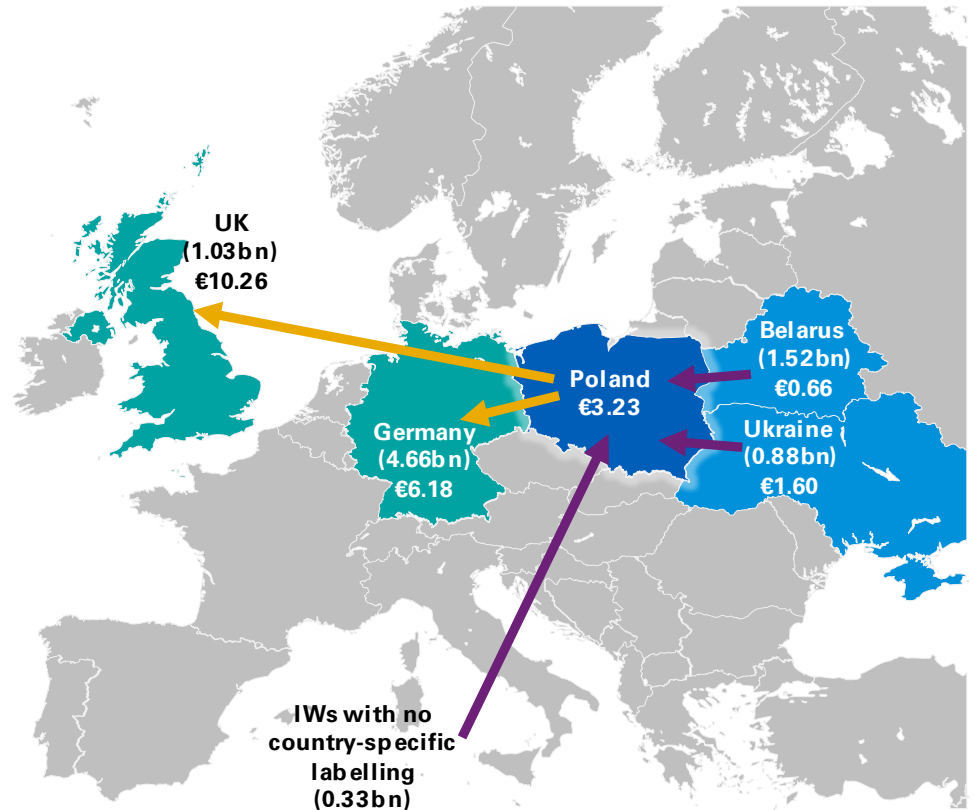 UK
(1.03bn)
€10.26
Belarus
(1.52bn)
€0.66
Poland
€3.23
Germany
(4.66bn)
€6.18
Ukraine
(0.88bn)
€1.60
IWs with no
country-specific
labelling
(0.33bn)